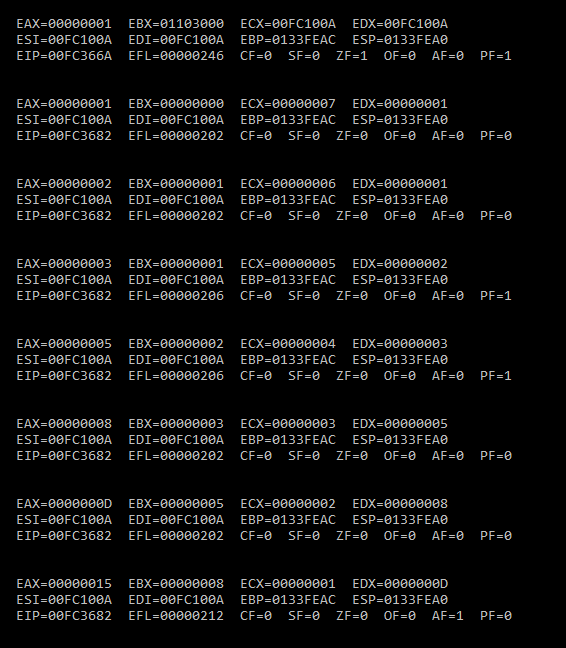 EAX=00000001  EBX=01103000  ECX=00FC100A  EDX=00FC100A
ESI=00FC100A  EDI=00FC100A  EBP=0133FEAC  ESP=0133FEA0
EIP=00FC366A  EFL=00000246  CF=0  SF=0  ZF=1  OF=0  AF=0  PF=1
EAX=00000001  EBX=00000000  ECX=00000007  EDX=00000001
ESI=00FC100A  EDI=00FC100A  EBP=0133FEAC  ESP=0133FEA0
EIP=00FC3682  EFL=00000202  CF=0  SF=0  ZF=0  OF=0  AF=0  PF=0
EAX=00000002  EBX=00000001  ECX=00000006  EDX=00000001
ESI=00FC100A  EDI=00FC100A  EBP=0133FEAC  ESP=0133FEA0
EIP=00FC3682  EFL=00000202  CF=0  SF=0  ZF=0  OF=0  AF=0  PF=0
EAX=00000003  EBX=00000001  ECX=00000005  EDX=00000002
ESI=00FC100A  EDI=00FC100A  EBP=0133FEAC  ESP=0133FEA0
EIP=00FC3682  EFL=00000206  CF=0  SF=0  ZF=0  OF=0  AF=0  PF=1
EAX=00000005  EBX=00000002  ECX=00000004  EDX=00000003
ESI=00FC100A  EDI=00FC100A  EBP=0133FEAC  ESP=0133FEA0
EIP=00FC3682  EFL=00000206  CF=0  SF=0  ZF=0  OF=0  AF=0  PF=1
EAX=00000008  EBX=00000003  ECX=00000003  EDX=00000005
ESI=00FC100A  EDI=00FC100A  EBP=0133FEAC  ESP=0133FEA0
EIP=00FC3682  EFL=00000202  CF=0  SF=0  ZF=0  OF=0  AF=0  PF=0
EAX=0000000D  EBX=00000005  ECX=00000002  EDX=00000008
ESI=00FC100A  EDI=00FC100A  EBP=0133FEAC  ESP=0133FEA0
EIP=00FC3682  EFL=00000202  CF=0  SF=0  ZF=0  OF=0  AF=0  PF=0
EAX=00000015  EBX=00000008  ECX=00000001  EDX=0000000D
ESI=00FC100A  EDI=00FC100A  EBP=0133FEAC  ESP=0133FEA0
EIP=00FC3682  EFL=00000212  CF=0  SF=0  ZF=0  OF=0  AF=1  PF=0